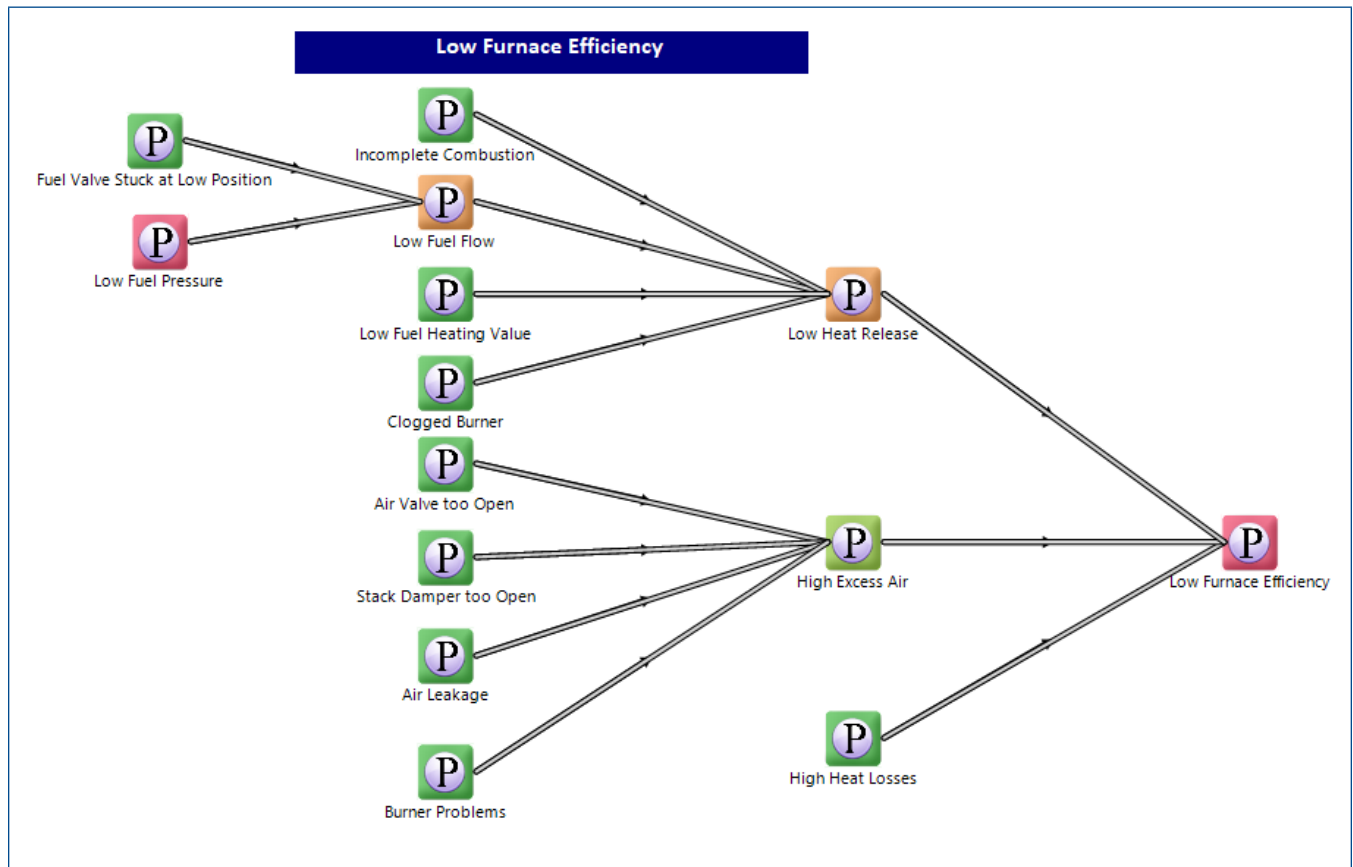 Low Furnace Efficiency
P
Incomplete Combustion
P
Fuel Valve Stuck at Low Position
P
Low Fuel Flow
P
Low Fuel Pressure
P
Low Fuel Heating Value
P
Low Heat Release
P
Clogged Burner
P
Air Valve too Open
P
Stack Damper too Open
P
High Excess Air
P
Low Furnace Efficiency
P
Air Leakage
P
High Heat Losses
P
Burner Problems